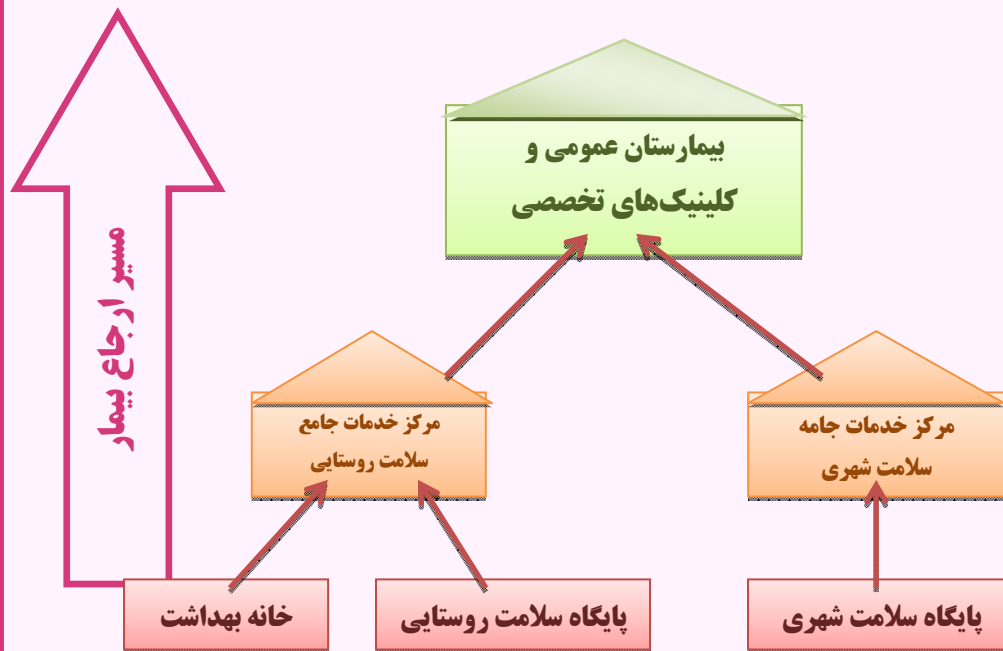 بیمارستان عمومی و
کلینیک‌های تخصصی
مسیر ارجاع بیمار
مرکز خدمات جامه
سلامت شهری
مرکز خدمات جامع
سلامت روستایی
پایگاه سلامت شهری
پایگاه سلامت روستایی
خانه بهداشت